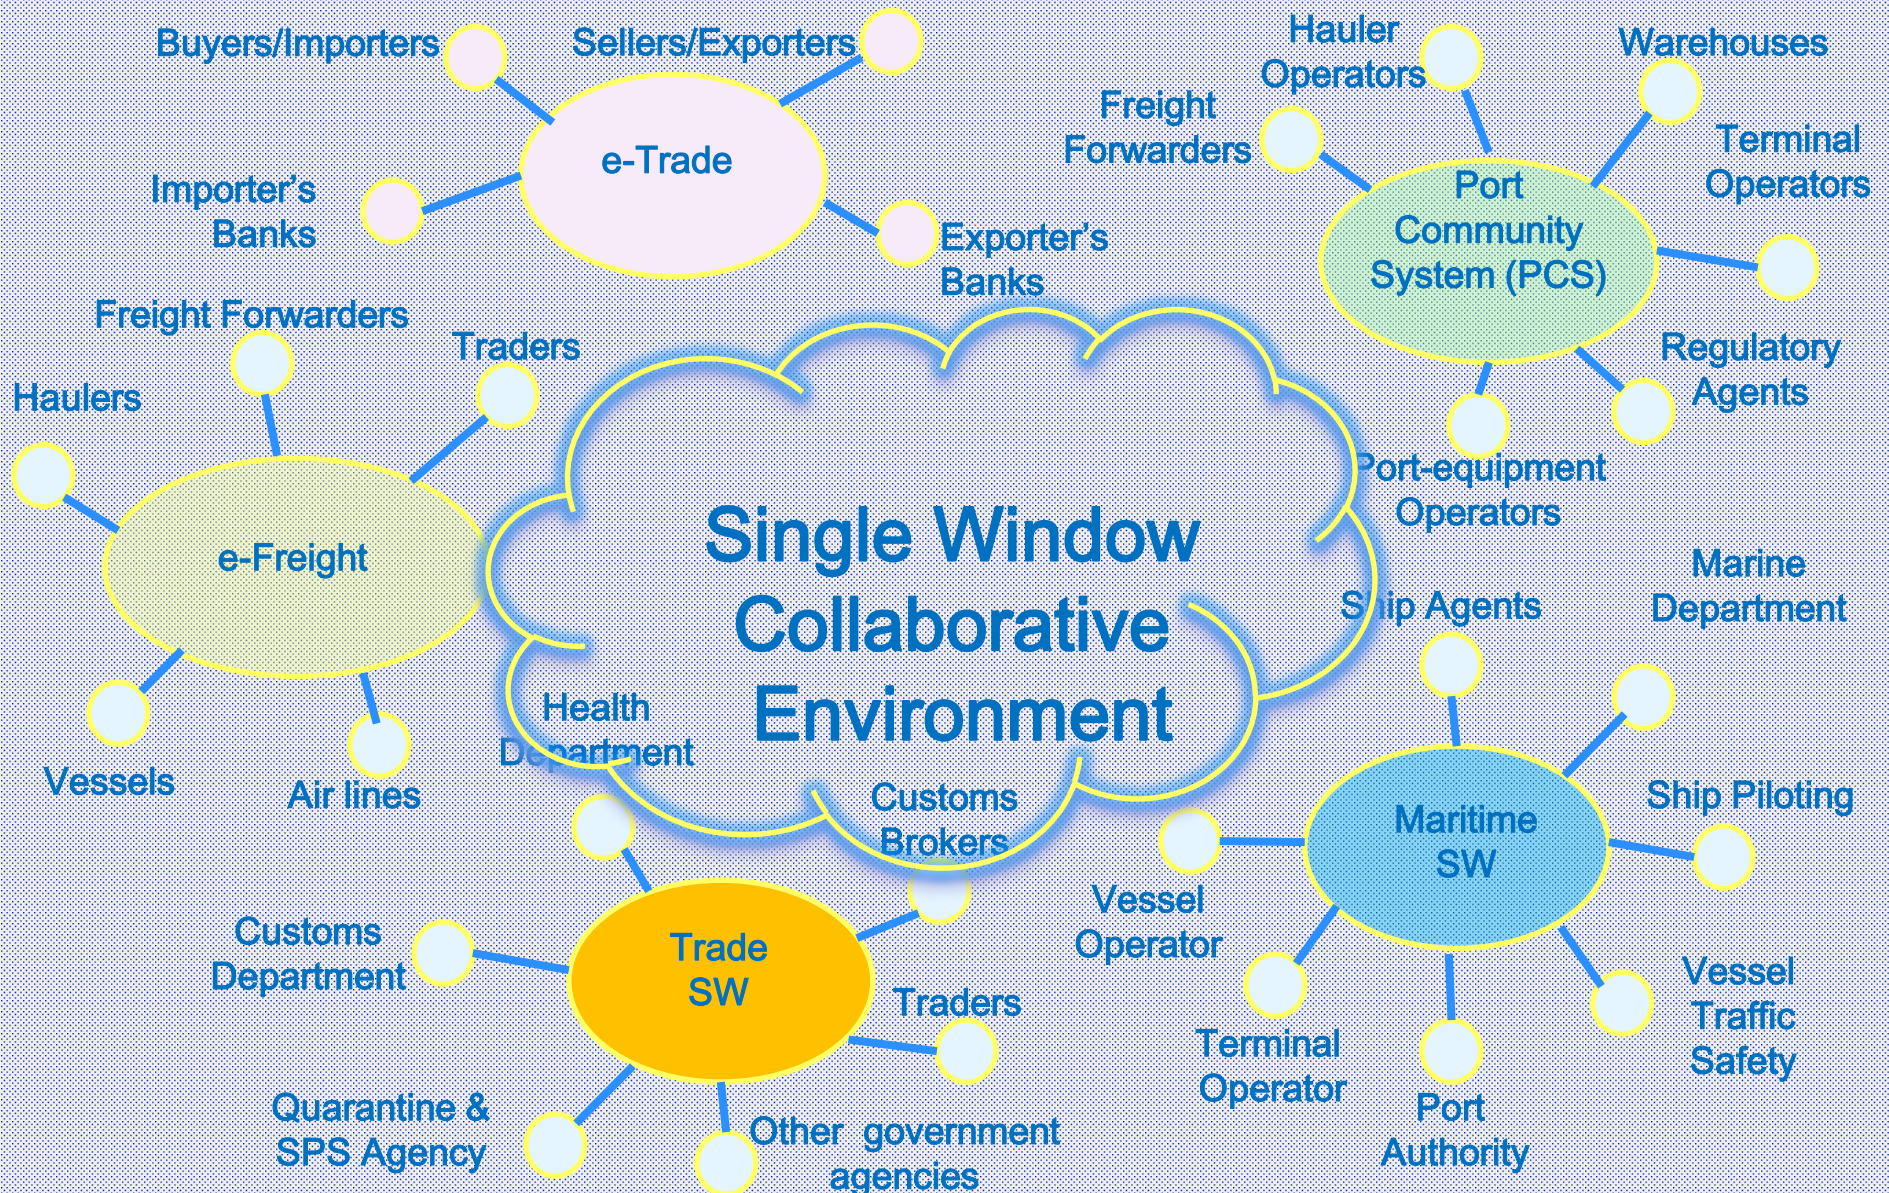 Buyers/Importers
Sellers/Exporters
e-Trade
Importer’s
Banks
Exporter’s
Banks
Hauler
Operators
Warehouses
Freight
Forwarders
Terminal
Operators
Port
Community
System (PCS)
Regulatory
Agents
Port-equipment
Operators
Freight Forwarders
Traders
Haulers
e-Freight
Vessels
Air lines
Single Window
Collaborative
Environment
Health
Department
Customs
Brokers
Customs
Department
Trade
SW
Traders
Quarantine &
SPS Agency
Other government
agencies
Ship Agents
Marine
Department
Maritime
SW
Ship Piloting
Vessel
Operator
Terminal
Operator
Port
Authority
Vessel
Traffic
Safety